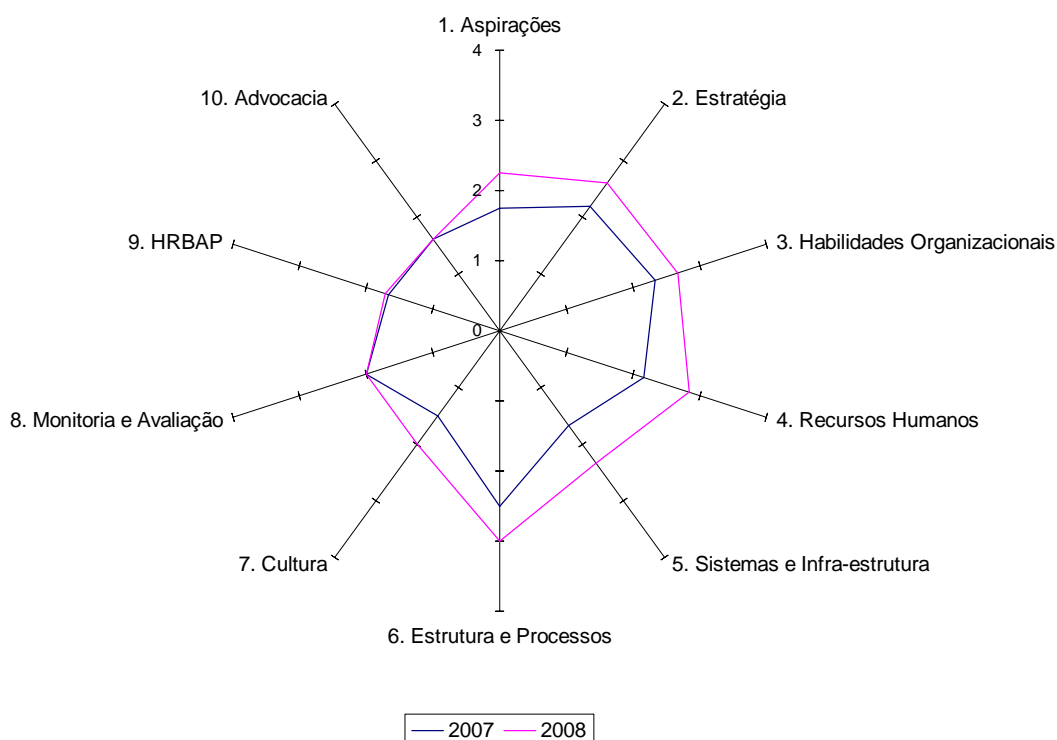 1. Aspirações
4
10. Advocacia
2. Estratégia
3
2
9. HRBAP
3. Habilidades Organizacionais
1
0
8. Monitoria e Avaliação
4. Recursos Humanos
7. Cultura
5. Sistemas e Infra-estrutura
6. Estrutura e Processos
2007 2008